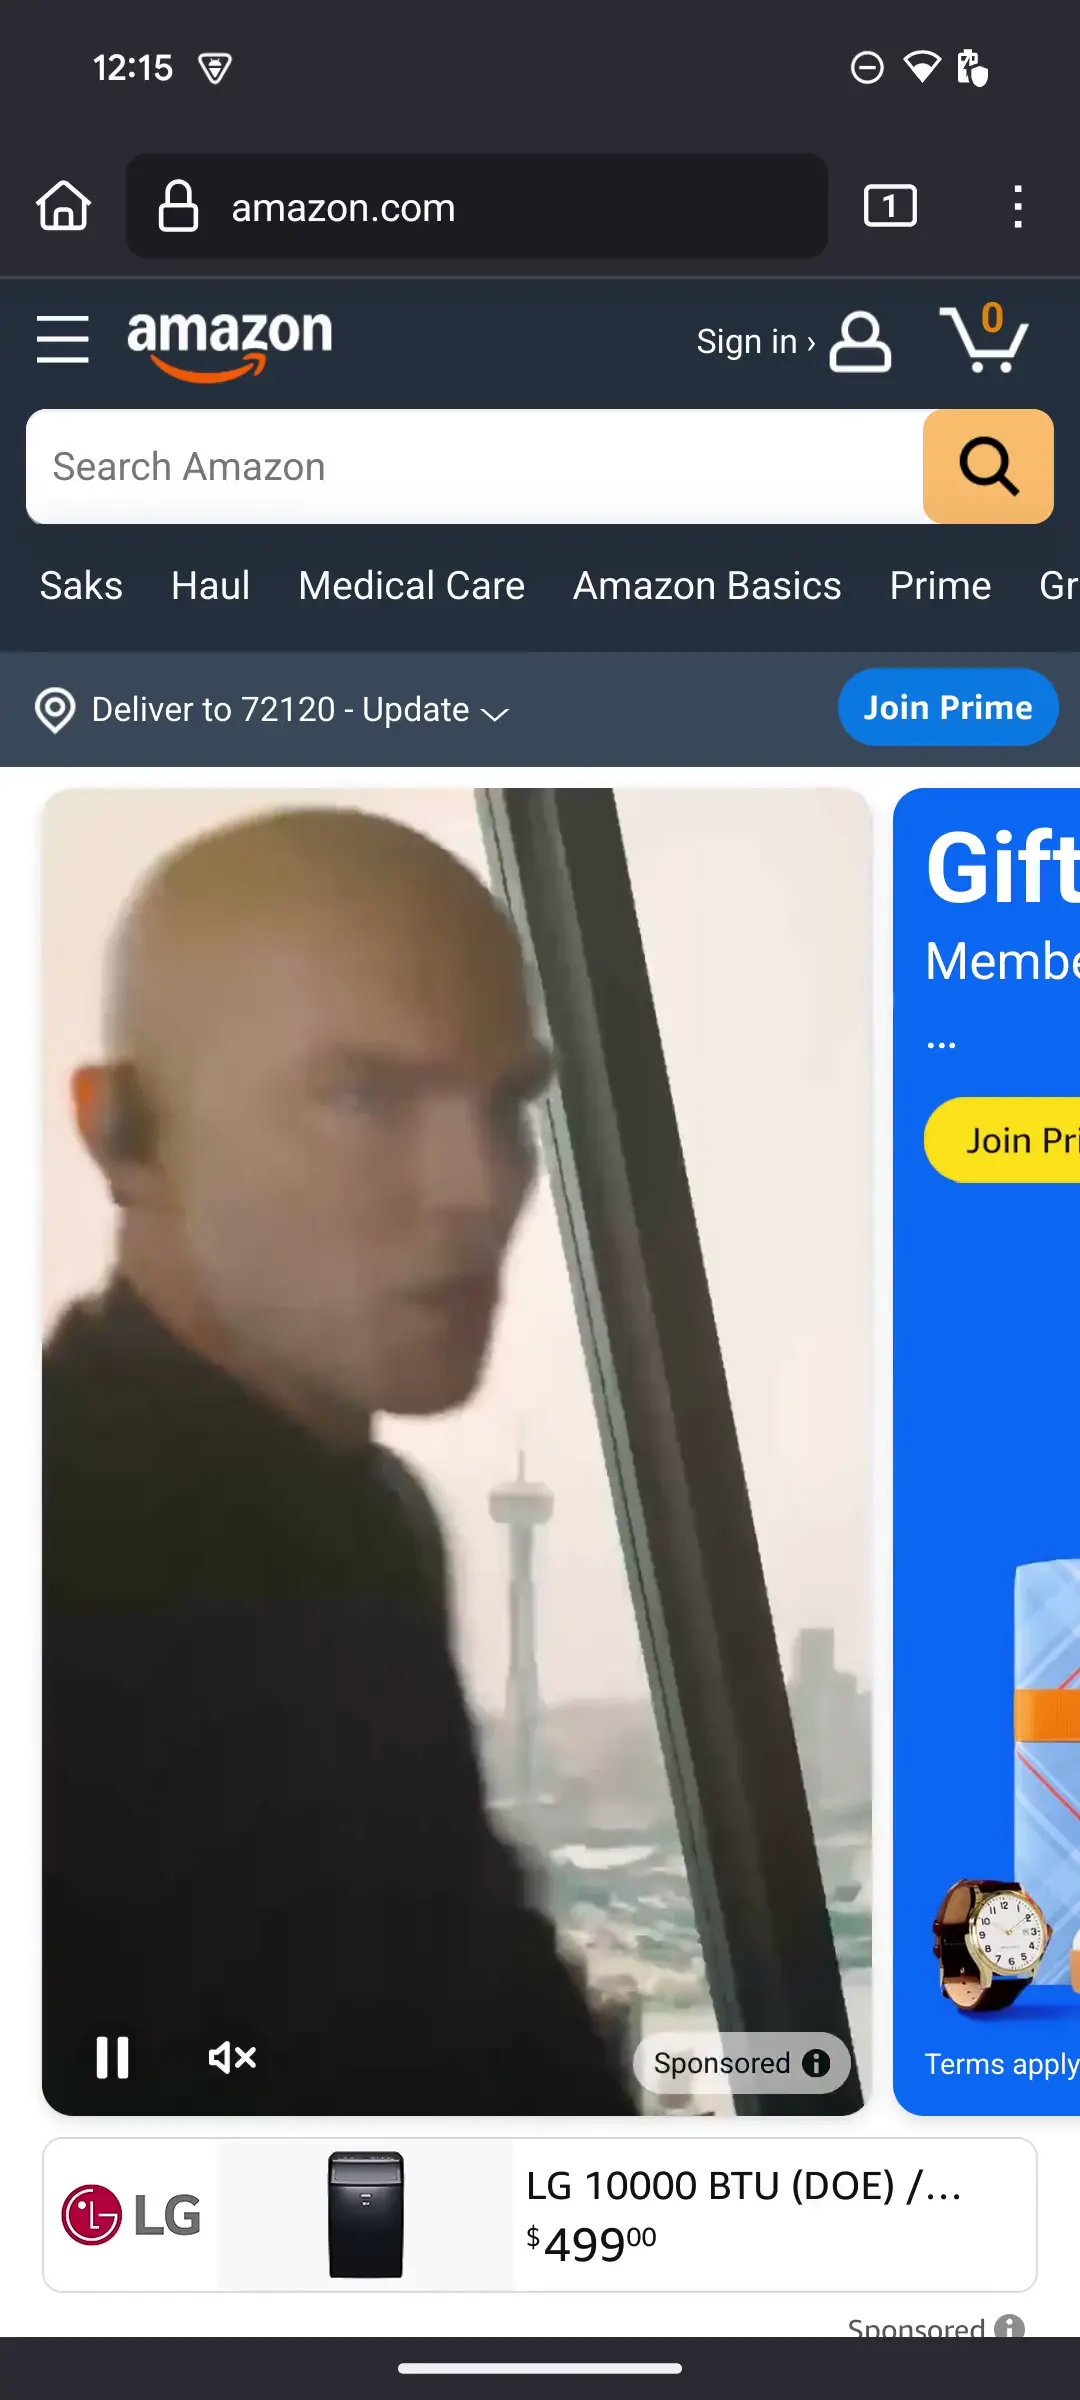 12:15
amazon.com
1
amazon
Sign in ›
0
Search Amazon
Saks Haul Medical Care Amazon Basics Prime Gr
Deliver to 72120 - Update
Join Prime
Gift
Membe
...
Join Pri
Terms apply
Sponsored
LG
LG 10000 BTU (DOE) /...
$49900
Sponsored